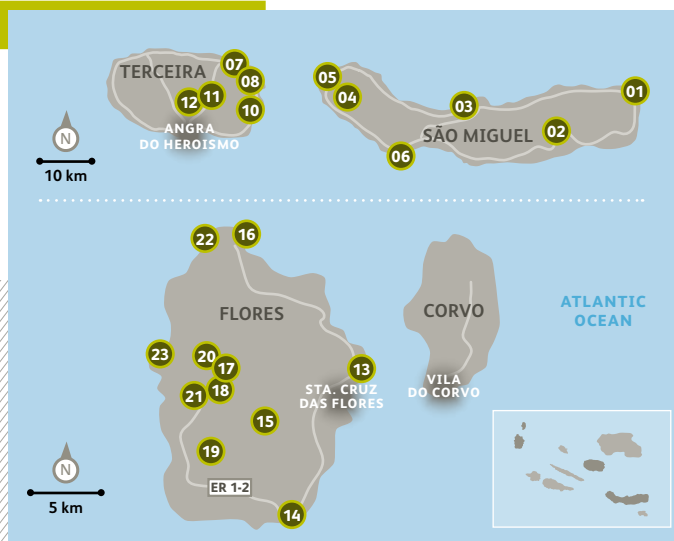 TERCEIRA
07
08
12
11
10
ANGRA
DO HEROISMO
N
10 km
05
04
03
01
SÃO MIGUEL
02
06
22
16
FLORES
CORVO
ATLANTIC
OCEAN
23
20
17
13
21
18
STA. CRUZ
DAS FLORES
VILA
DO CORVO
15
19
N
5 km
ER 1-2
14